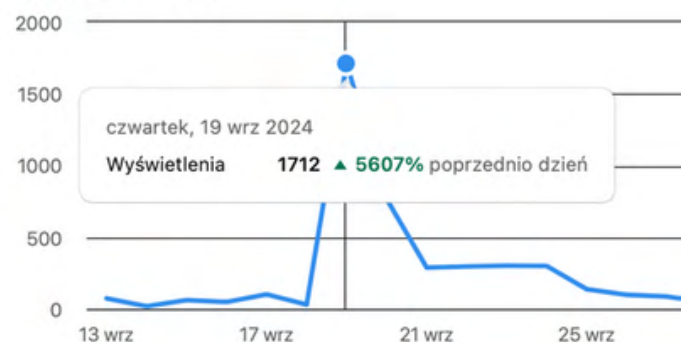 2000
1500
czwartek, 19 wrz 2024
Wyświetlenia 1712 ▲ 5607% poprzednio dzień
1000
500
0
13 wrz 17 wrz 21 wrz 25 wrz